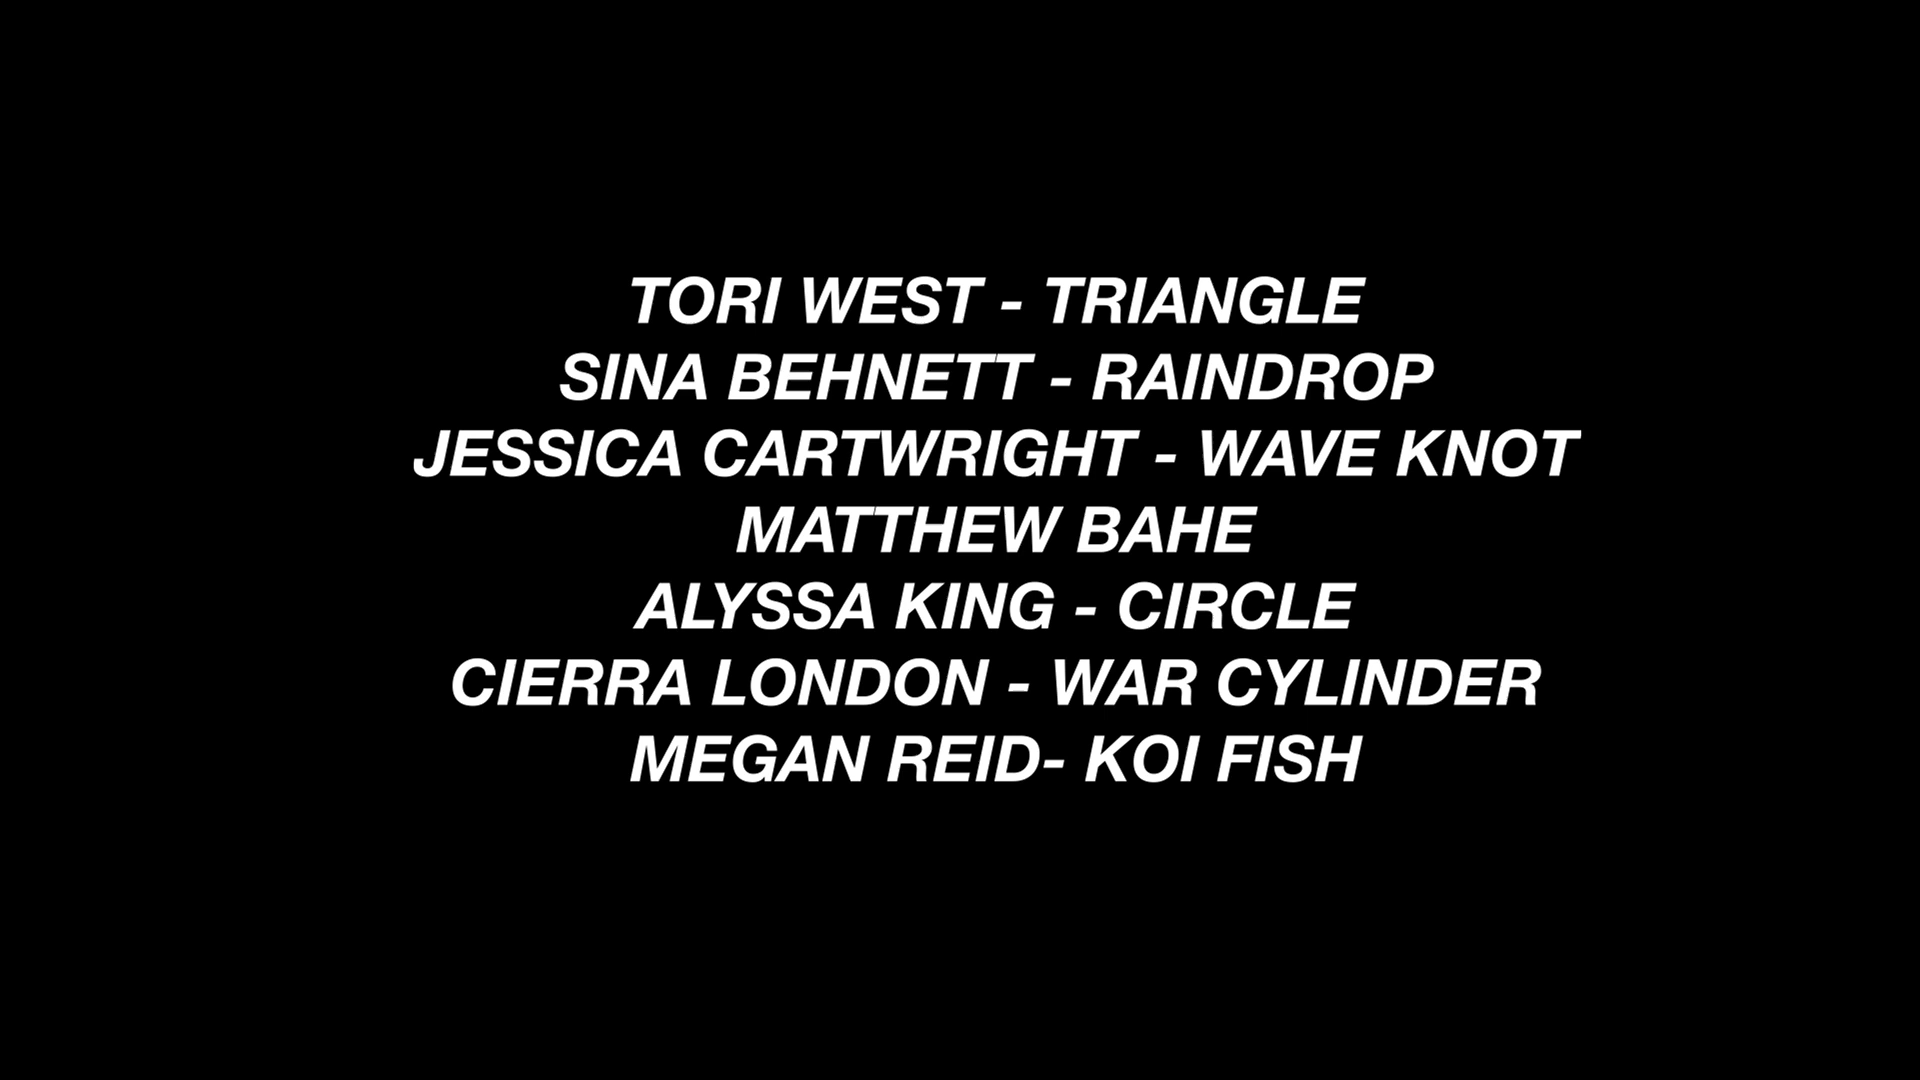 TORI WEST - TRIANGLE
SINA BEHNETT - RAINDROP
JESSICA CARTWRIGHT - WAVE KNOT
MATTHEW BAHE
ALYSSA KING - CIRCLE
CIERRA LONDON - WAR CYLINDER
MEGAN REID- KOI FISH